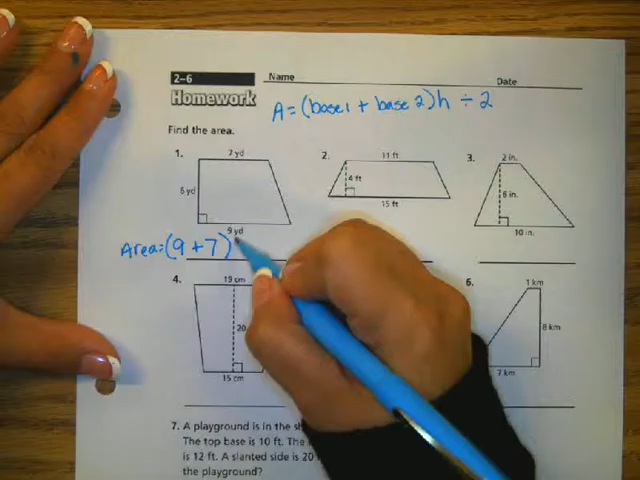 2–6
Name
Date
Homework
A = (base 1 + base 2)h ÷ 2
Find the area.
1.
7 yd
6 yd
9 yd
Area = (9 + 7)
2.
11 ft
4 ft
15 ft
3.
2 in.
6 in.
10 in.
4.
19 cm
20
15 cm
6.
1 km
8 km
7 km
7. A playground is in the
The top base is 10 ft. The
is 12 ft. A slanted side is 20
the playground?